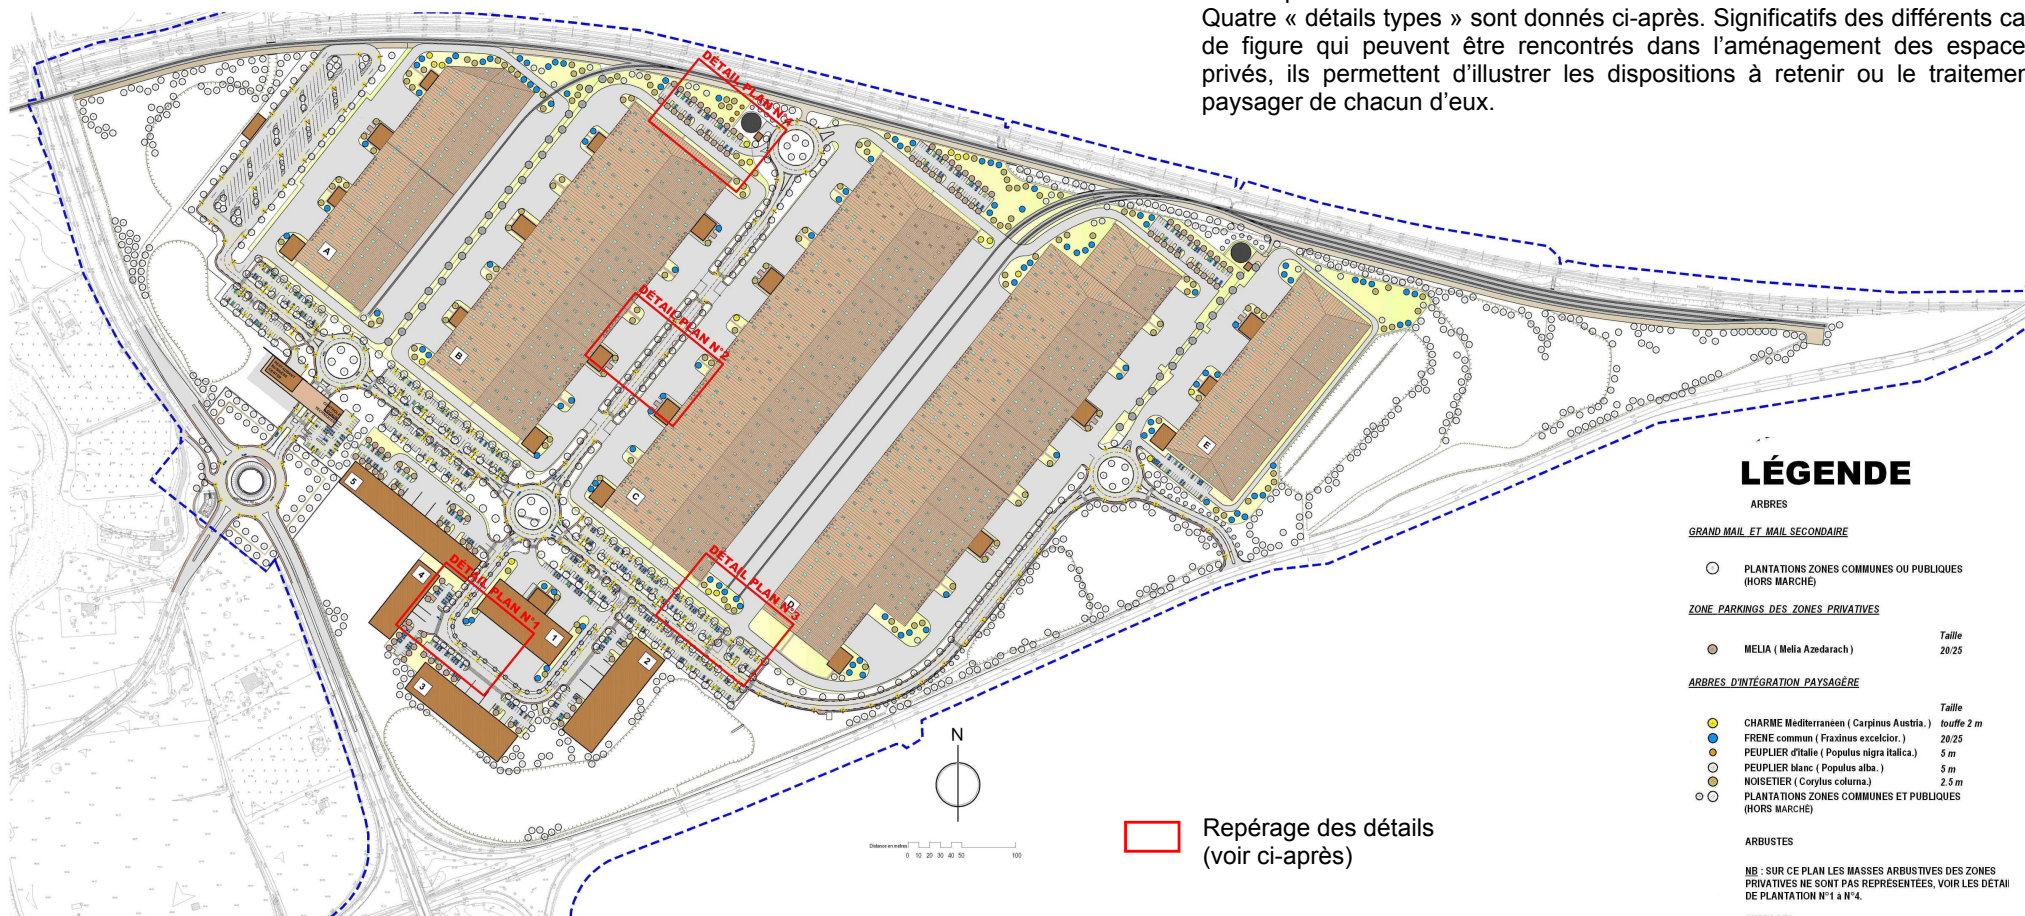 Quatre « détails types » sont donnés ci-après. Significatifs des différents ca
de figure qui peuvent être rencontrés dans l’aménagement des espace
privés, ils permettent d’illustrer les dispositions à retenir ou le traitemen
paysager de chacun d’eux.
DÉTAIL PLAN N°4
DÉTAIL PLAN N°2
DÉTAIL PLAN N°1
DÉTAIL PLAN N°3
A
B
C
D
E
5
4
1
2
3
N
Distance en mètres
0 10 20 30 40 50 100
Repérage des détails
(voir ci-après)
LÉGENDE
ARBRES
GRAND MAIL ET MAIL SECONDAIRE
PLANTATIONS ZONES COMMUNES OU PUBLIQUES
(HORS MARCHÉ)
ZONE PARKINGS DES ZONES PRIVATIVES
Taille
MELIA ( Melia Azedarach ) 20/25
ARBRES D'INTÉGRATION PAYSAGÈRE
Taille
CHARME Méditerranéen ( Carpinus Austria. ) touffe 2 m
FRENE commun ( Fraxinus excelcior. ) 20/25
PEUPLIER d'italie ( Populus nigra italica.) 5 m
PEUPLIER blanc ( Populus alba. ) 5 m
NOISETIER ( Corylus colurna.) 2.5 m
PLANTATIONS ZONES COMMUNES ET PUBLIQUES
(HORS MARCHÉ)
ARBUSTES
NB : SUR CE PLAN LES MASSES ARBUSTIVES DES ZONES
PRIVATIVES NE SONT PAS REPRÉSENTÉES, VOIR LES DÉTAI
DE PLANTATION N°1 à N°4.